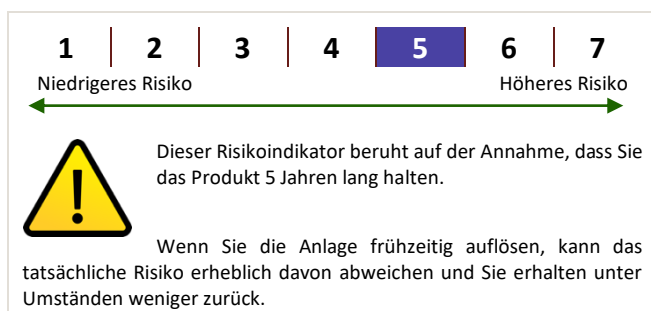 1 2 3 4 5 6 7
Niedrigeres Risiko Höheres Risiko
Dieser Risikoindikator beruht auf der Annahme, dass Sie
das Produkt 5 Jahren lang halten.
Wenn Sie die Anlage frühzeitig auflösen, kann das
tatsächliche Risiko erheblich davon abweichen und Sie erhalten unter
Umständen weniger zurück.